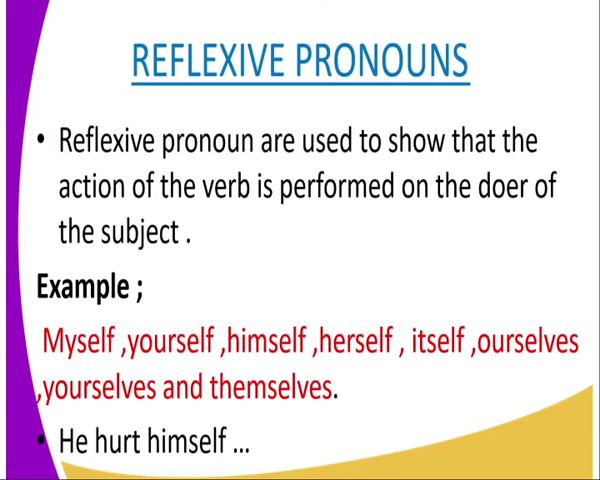 REFLEXIVE PRONOUNS
• Reflexive pronoun are used to show that the
action of the verb is performed on the doer of
the subject .
Example ;
Myself ,yourself ,himself ,herself , itself ,ourselves
,yourselves and themselves.
• He hurt himself ...